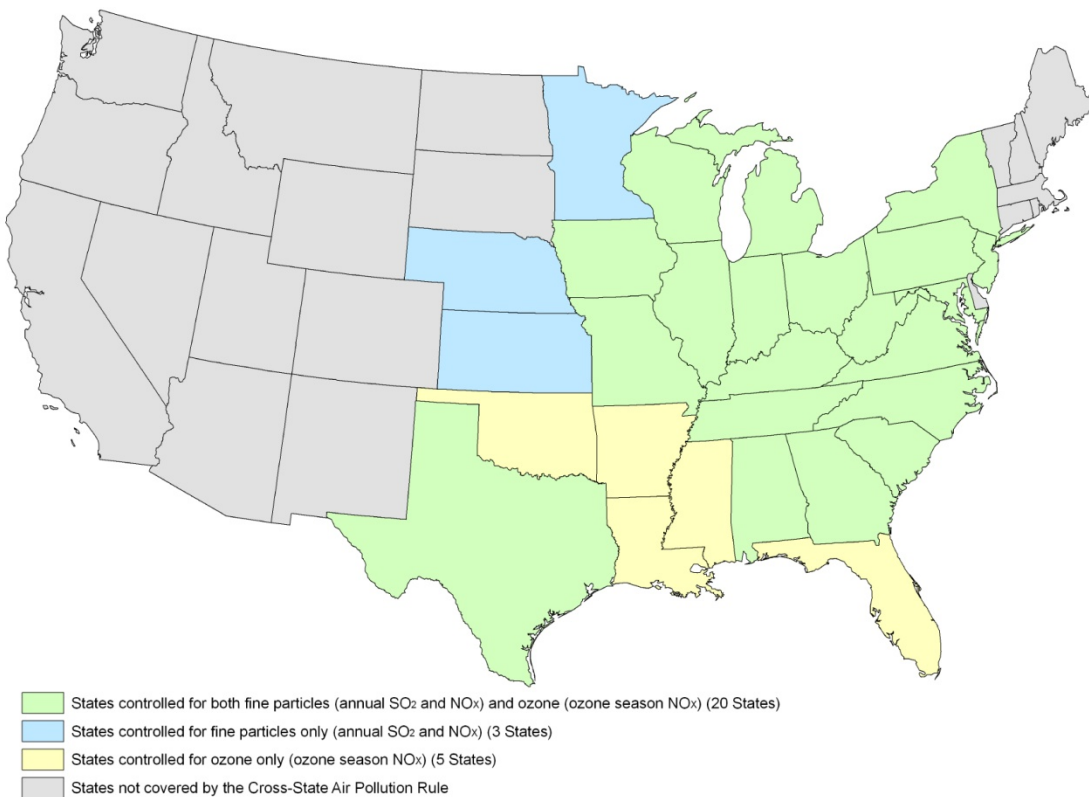 States controlled for both fine particles (annual SO₂ and NOx) and ozone (ozone season NOx) (20 States)
States controlled for fine particles only (annual SO₂ and NOx) (3 States)
States controlled for ozone only (ozone season NOx) (5 States)
States not covered by the Cross-State Air Pollution Rule